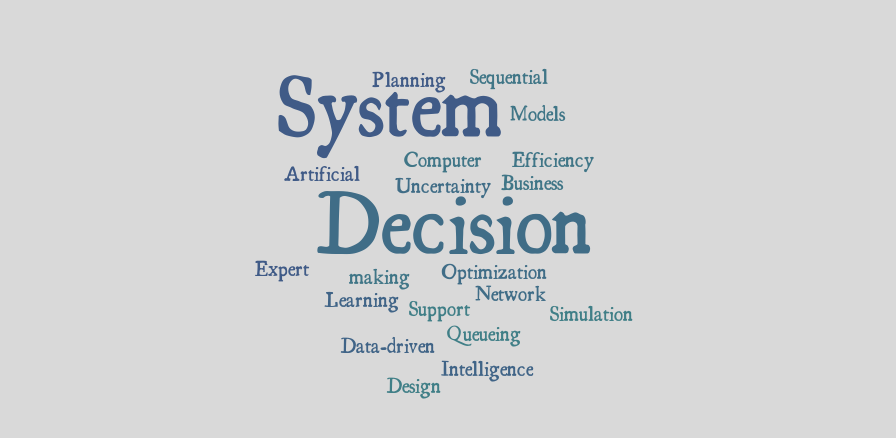 Planning
Sequential
System
Models
Computer
Efficiency
Artificial
Uncertainty
Business
Decision
Expert
making
Optimization
Learning
Network
Support
Simulation
Queueing
Data-driven
Intelligence
Design